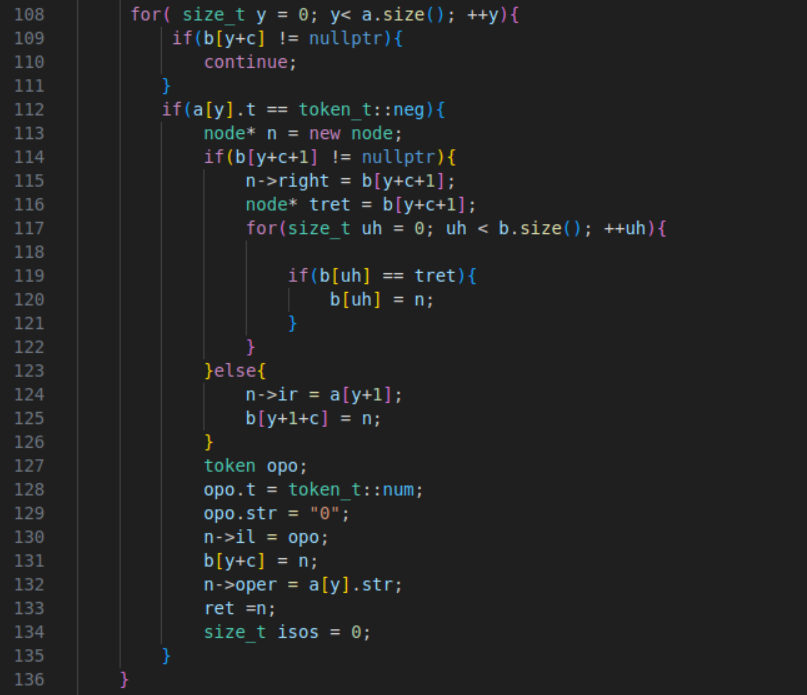 108 for( size_t y = 0; y< a.size(); ++y){
109 if(b[y+c] != nullptr){
110 continue;
111 }
112 if(a[y].t == token_t::neg){
113 node* n = new node;
114 if(b[y+c+1] != nullptr){
115 n->right = b[y+c+1];
116 node* tret = b[y+c+1];
117 for(size_t uh = 0; uh < b.size(); ++uh){
118
119 if(b[uh] == tret){
120 b[uh] = n;
121 }
122 }
123 }else{
124 n->ir = a[y+1];
125 b[y+1+c] = n;
126 }
127 token opo;
128 opo.t = token_t::num;
129 opo.str = "0";
130 n->il = opo;
131 b[y+c] = n;
132 n->oper = a[y].str;
133 ret =n;
134 size_t isos = 0;
135 }
136 }